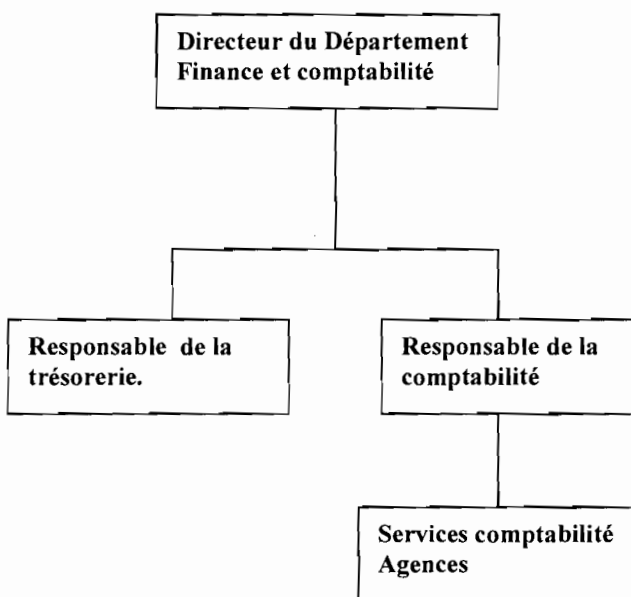 Directeur du Département
Finance et comptabilité
Responsable de la
trésorerie.
Responsable de la
comptabilité
Services comptabilité
Agences